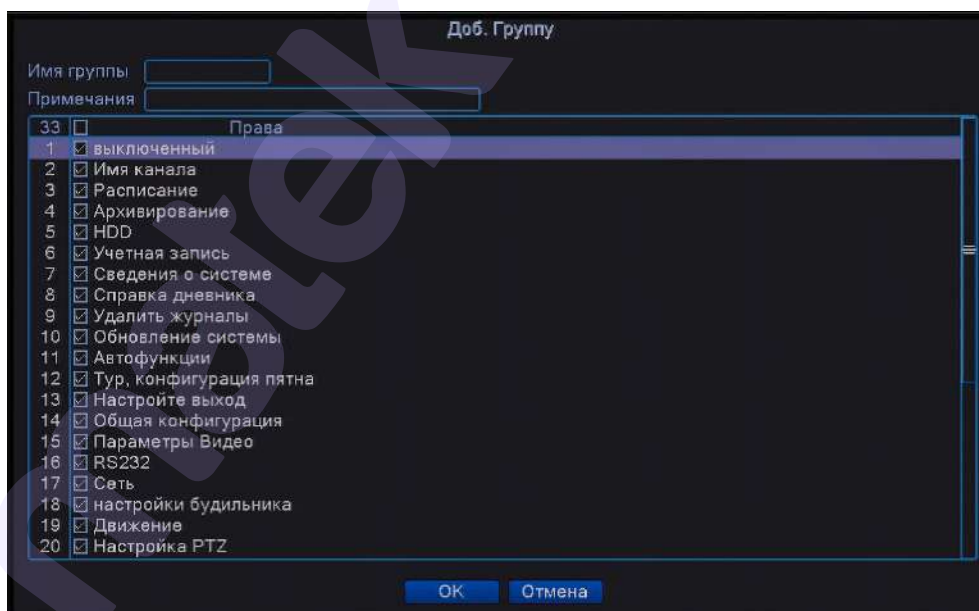 Доб. Группу
Имя группы
Примечания
33 Права
1 выключенный
2 Имя канала
3 Расписание
4 Архивирование
5 HDD
6 Учетная запись
7 Сведения о системе
8 Справка дневника
9 Удалить журналы
10 Обновление системы
11 Автофункции
12 Тур, конфигурация пятна
13 Настройте выход
14 Общая конфигурация
15 Параметры Видео
16 RS232
17 Сеть
18 настройки будильника
19 Движение
20 Настройка PTZ
OK Отмена